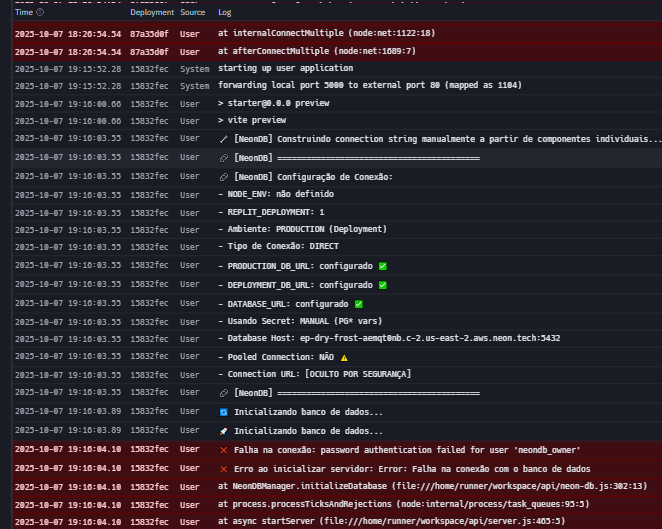 Time Deployment Source Log
2025-10-07 18:26:54.54 87a35d0f User at internalConnectMultiple (node:net:1122:18)
2025-10-07 18:26:54.54 87a35d0f User at afterConnectMultiple (node:net:1689:7)
2025-10-07 19:15:52.28 15832fec System starting up user application
2025-10-07 19:15:52.28 15832fec System forwarding local port 5000 to external port 80 (mapped as 1104)
2025-10-07 19:16:00.66 15832fec User > starter@0.0.0 preview
2025-10-07 19:16:00.66 15832fec User > vite preview
2025-10-07 19:16:03.55 15832fec User [NeonDB] Construindo connection string manualmente a partir de componentes individuais...
2025-10-07 19:16:03.55 15832fec User [NeonDB] ========================================
2025-10-07 19:16:03.55 15832fec User [NeonDB] Configuração de Conexão:
2025-10-07 19:16:03.55 15832fec User - NODE_ENV: não definido
2025-10-07 19:16:03.55 15832fec User - REPLIT_DEPLOYMENT: 1
2025-10-07 19:16:03.55 15832fec User - Ambiente: PRODUCTION (Deployment)
2025-10-07 19:16:03.55 15832fec User - Tipo de Conexão: DIRECT
2025-10-07 19:16:03.55 15832fec User - PRODUCTION_DB_URL: configurado ✅
2025-10-07 19:16:03.55 15832fec User - DEPLOYMENT_DB_URL: configurado ✅
2025-10-07 19:16:03.55 15832fec User - DATABASE_URL: configurado ✅
2025-10-07 19:16:03.55 15832fec User - Usando Secret: MANUAL (PG* vars)
2025-10-07 19:16:03.55 15832fec User - Database Host: ep-dry-frost-aemqt0nb.c-2.us-east-2.aws.neon.tech:5432
2025-10-07 19:16:03.55 15832fec User - Pooled Connection: NÃO ⚠️
2025-10-07 19:16:03.55 15832fec User - Connection URL: [OCULTO POR SEGURANÇA]
2025-10-07 19:16:03.55 15832fec User [NeonDB] ========================================
2025-10-07 19:16:03.89 15832fec User Inicializando banco de dados...
2025-10-07 19:16:03.89 15832fec User 🚀 Inicializando banco de dados...
2025-10-07 19:16:04.10 15832fec User ❌ Falha na conexão: password authentication failed for user 'neondb_owner'
2025-10-07 19:16:04.10 15832fec User ❌ Erro ao inicializar servidor: Error: Falha na conexão com o banco de dados
2025-10-07 19:16:04.10 15832fec User at NeonDBManager.initializeDatabase (file:///home/runner/workspace/api/neon-db.js:302:13)
2025-10-07 19:16:04.10 15832fec User at process.processTicksAndRejections (node:internal/process/task_queues:95:5)
2025-10-07 19:16:04.10 15832fec User at async startServer (file:///home/runner/workspace/api/server.js:465:5)